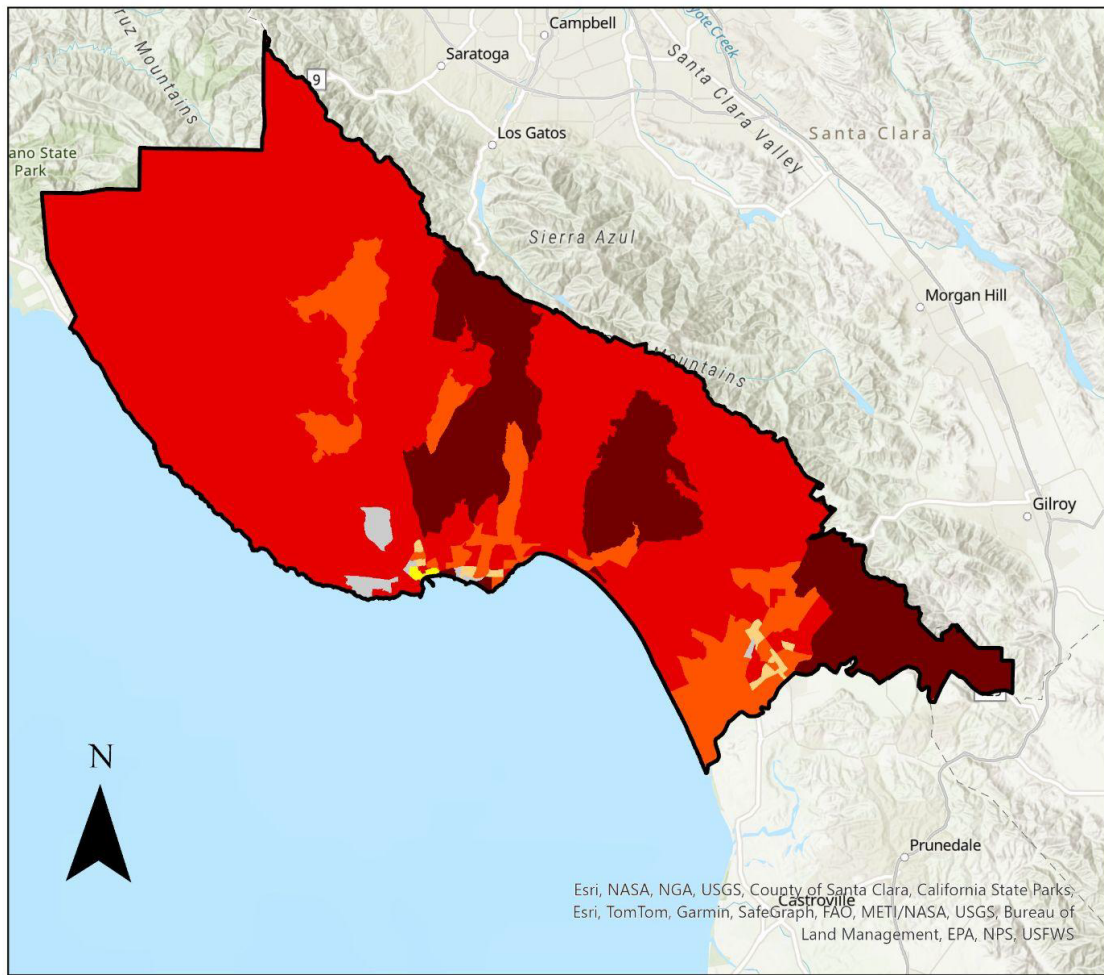 Campbell
Saratoga
9
Los Gatos
ruz Mountains
ano State
Park
Coyote Creek
Santa Clara Valley
Santa Clara
Sierra Azul
Mountains
Morgan Hill
Gilroy
N
Prunedale
Castroville
Esri, NASA, NGA, USGS, County of Santa Clara, California State Parks,
Esri, TomTom, Garmin, SafeGraph, FAO, METI/NASA, USGS, Bureau of
Land Management, EPA, NPS, USFWS